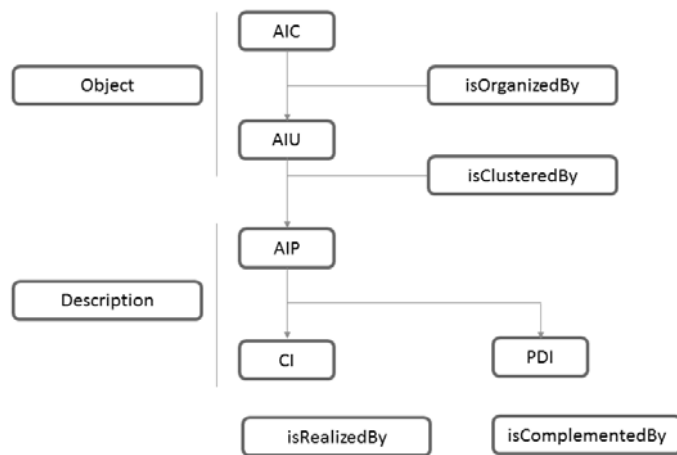 AIC
Object
isOrganizedBy
AIU
isClusteredBy
AIP
Description
CI
PDI
isRealizedBy
isComplementedBy